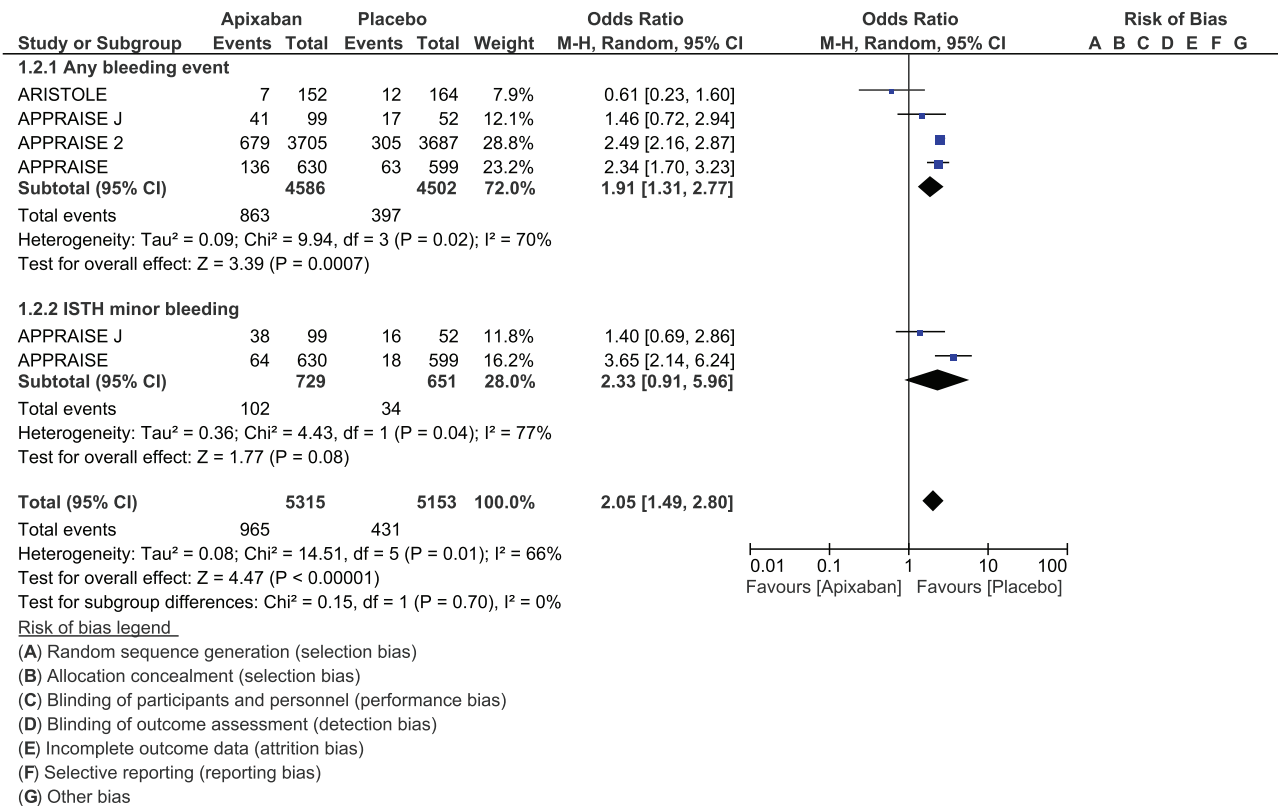 Apixaban Placebo Odds Ratio Odds Ratio Risk of Bias
Study or Subgroup Events Total Events Total Weight M-H, Random, 95% CI M-H, Random, 95% CI A B C D E F G
1.2.1 Any bleeding event
ARISTOLE 7 152 12 164 7.9% 0.61 [0.23, 1.60]
APPRAISE J 41 99 17 52 12.1% 1.46 [0.72, 2.94]
APPRAISE 2 679 3705 305 3687 28.8% 2.49 [2.16, 2.87]
APPRAISE 136 630 63 599 23.2% 2.34 [1.70, 3.23]
Subtotal (95% CI) 4586 4502 72.0% 1.91 [1.31, 2.77]
Total events 863 397
Heterogeneity: Tau² = 0.09; Chi² = 9.94, df = 3 (P = 0.02); I² = 70%
Test for overall effect: Z = 3.39 (P = 0.0007)
1.2.2 ISTH minor bleeding
APPRAISE J 38 99 16 52 11.8% 1.40 [0.69, 2.86]
APPRAISE 64 630 18 599 16.2% 3.65 [2.14, 6.24]
Subtotal (95% CI) 729 651 28.0% 2.33 [0.91, 5.96]
Total events 102 34
Heterogeneity: Tau² = 0.36; Chi² = 4.43, df = 1 (P = 0.04); I² = 77%
Test for overall effect: Z = 1.77 (P = 0.08)
Total (95% CI) 5315 5153 100.0% 2.05 [1.49, 2.80]
Total events 965 431
Heterogeneity: Tau² = 0.08; Chi² = 14.51, df = 5 (P = 0.01); I² = 66%
Test for overall effect: Z = 4.47 (P < 0.00001)
Test for subgroup differences: Chi² = 0.15, df = 1 (P = 0.70), I² = 0%
0.01 0.1 1 10 100
Favours [Apixaban] Favours [Placebo]
Risk of bias legend
(A) Random sequence generation (selection bias)
(B) Allocation concealment (selection bias)
(C) Blinding of participants and personnel (performance bias)
(D) Blinding of outcome assessment (detection bias)
(E) Incomplete outcome data (attrition bias)
(F) Selective reporting (reporting bias)
(G) Other bias